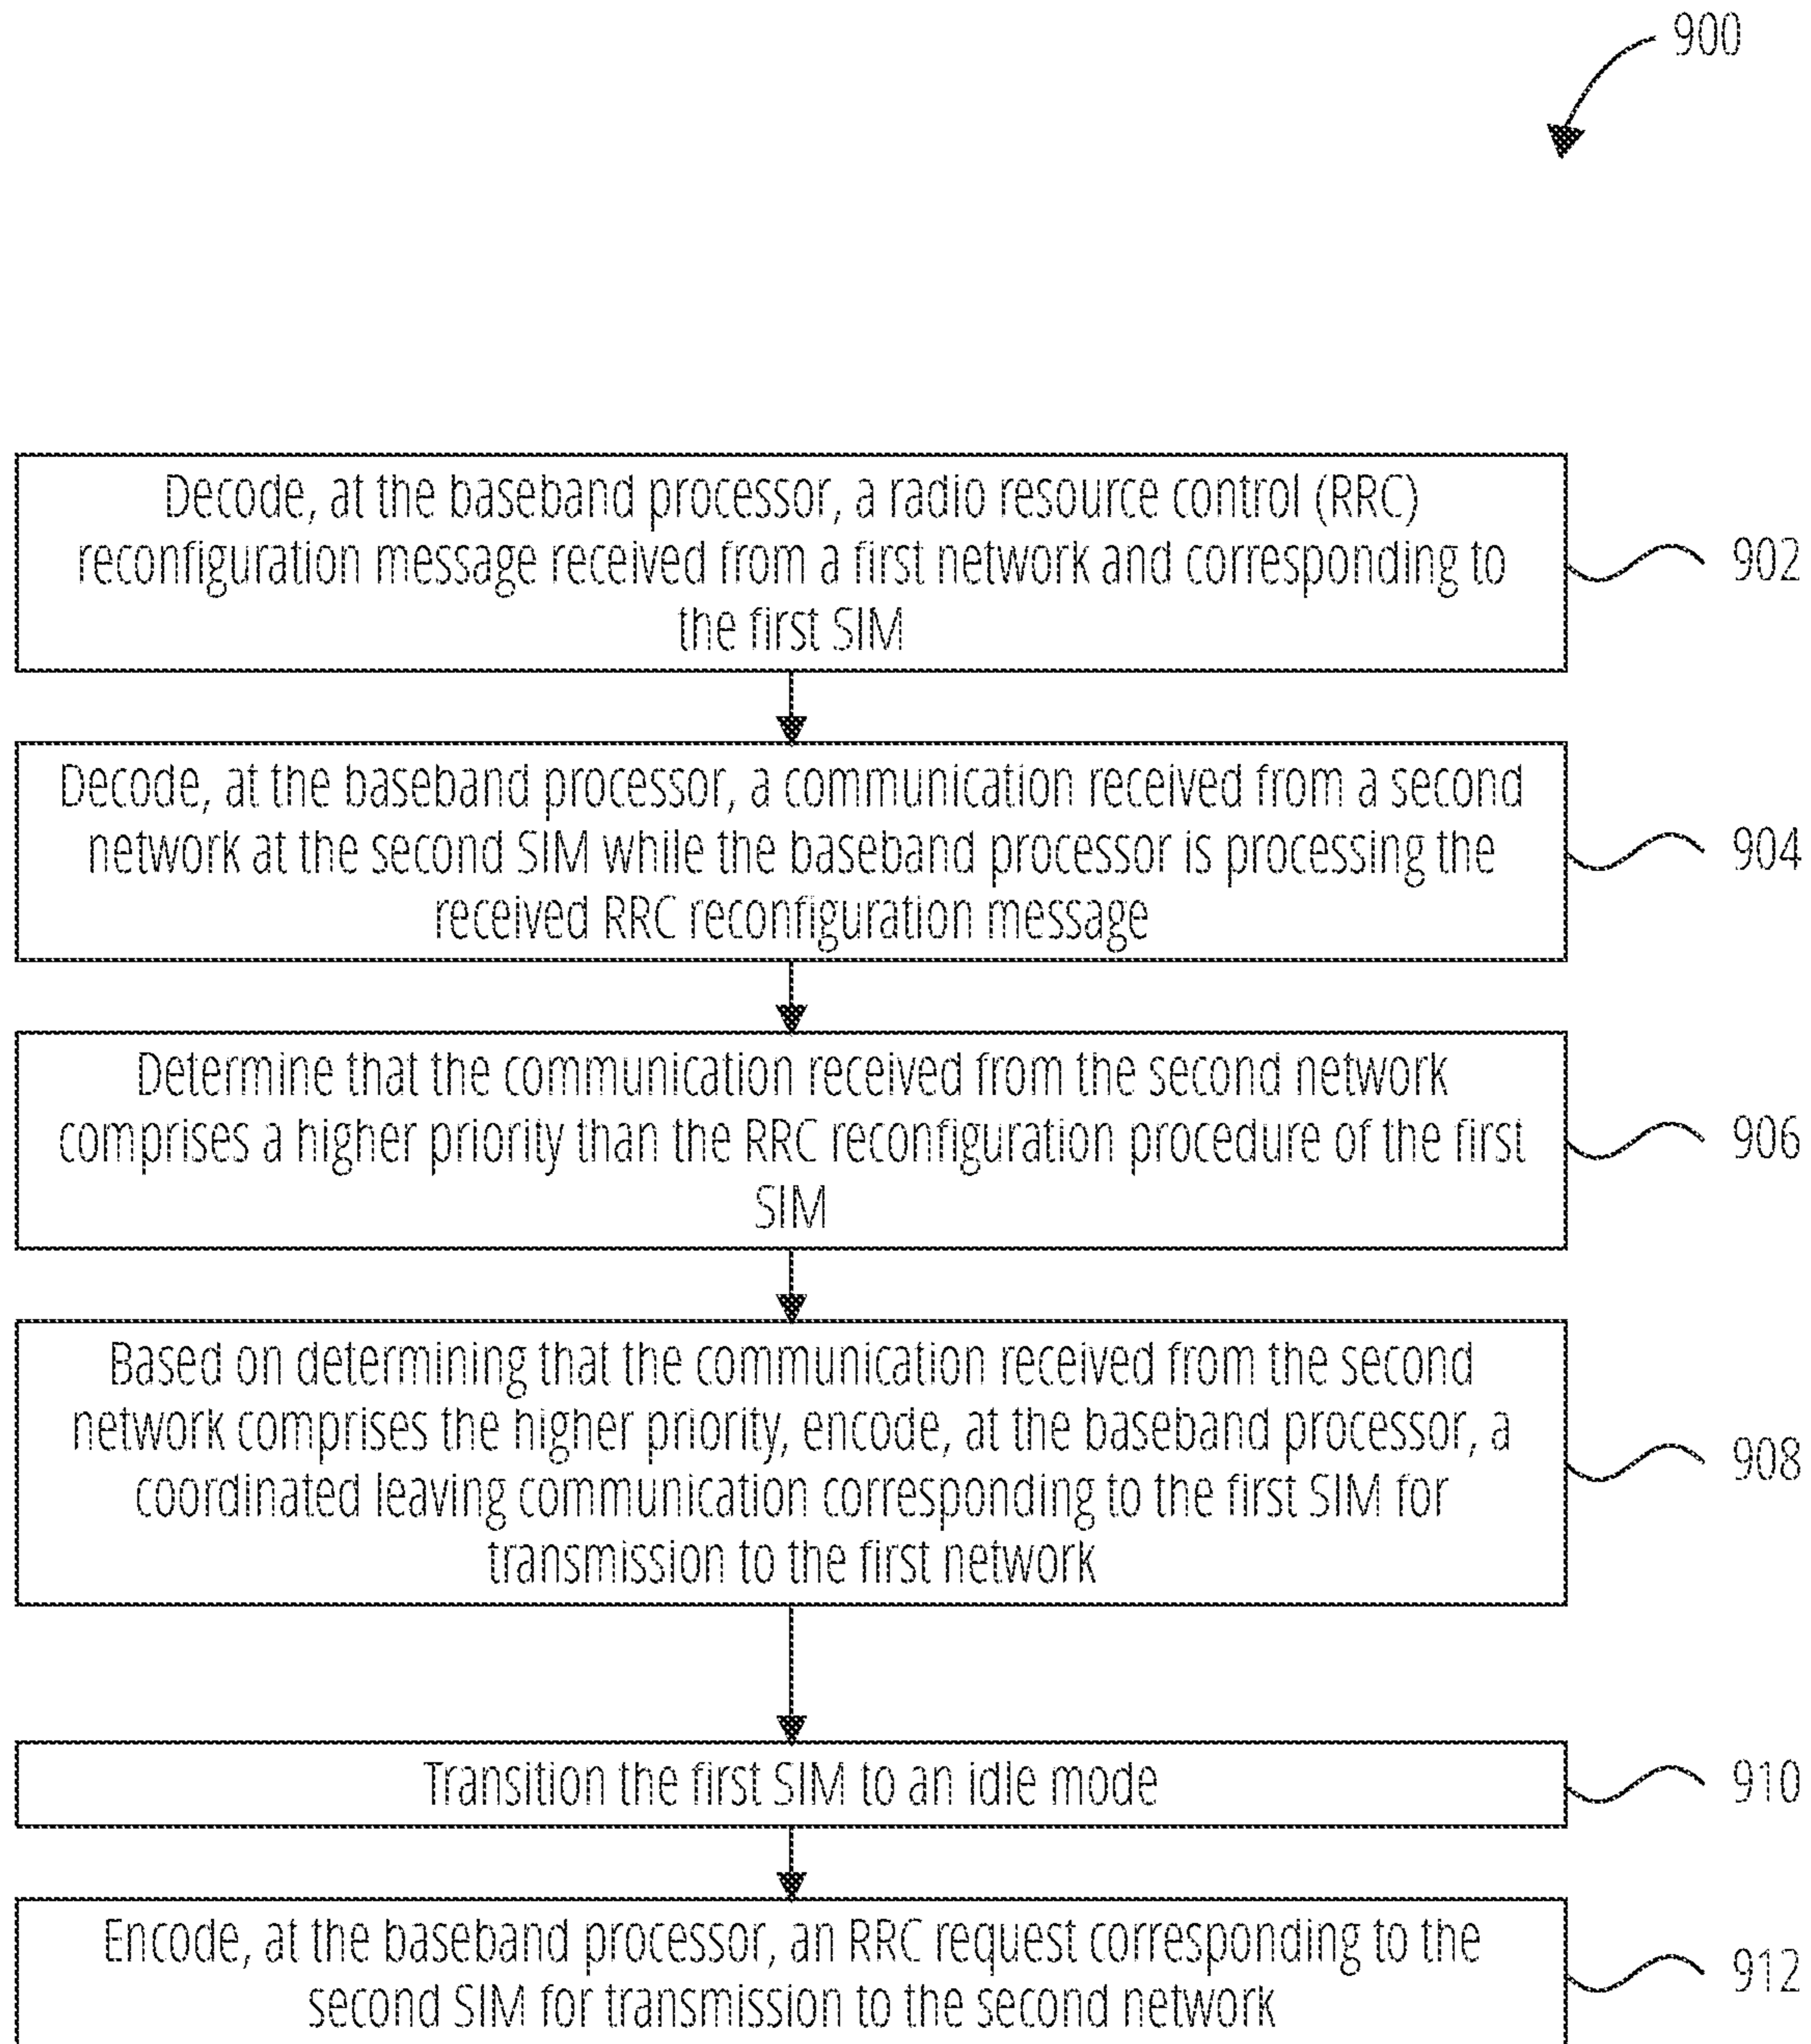 900
Decode, at the baseband processor, a radio resource control (RRC)
reconfiguration message received from a first network and corresponding to
the first SIM
902
Decode, at the baseband processor, a communication received from a second
network at the second SIM while the baseband processor is processing the
received RRC reconfiguration message
904
Determine that the communication received from the second network
comprises a higher priority than the RRC reconfiguration procedure of the first
SIM
906
Based on determining that the communication received from the second
network comprises the higher priority, encode, at the baseband processor, a
coordinated leaving communication corresponding to the first SIM for
transmission to the first network
908
Transition the first SIM to an idle mode
910
Encode, at the baseband processor, an RRC request corresponding to the
second SIM for transmission to the second network
912